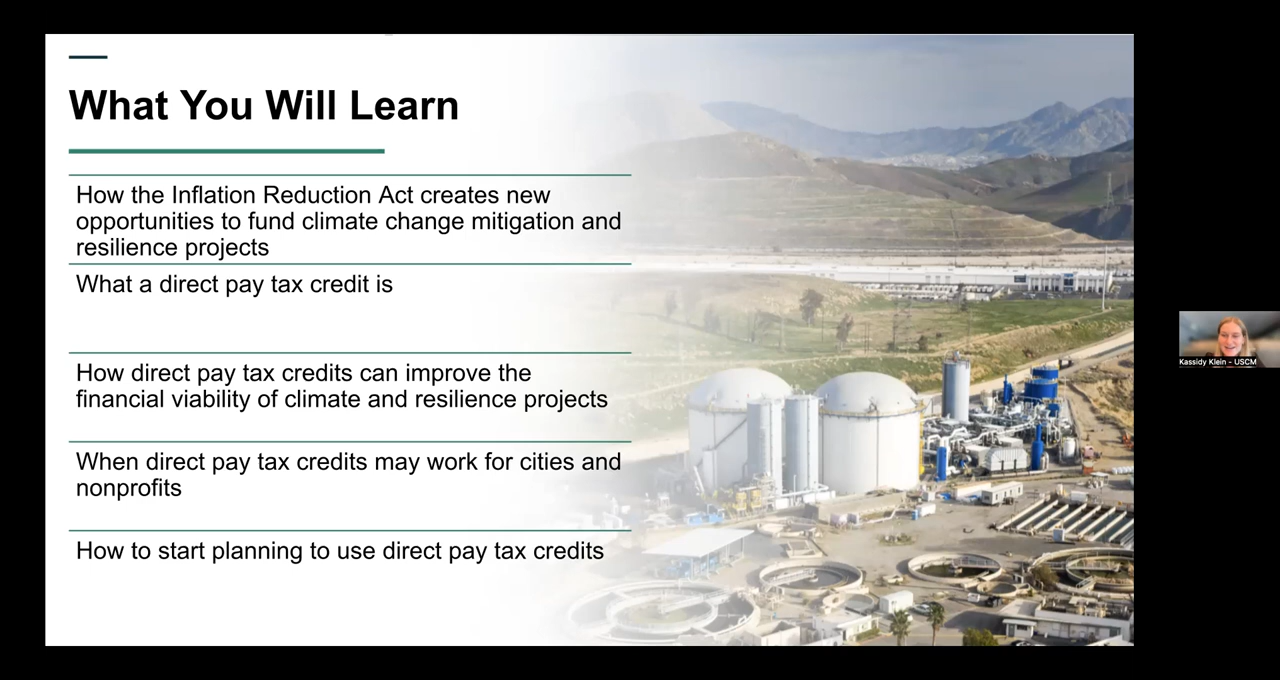 What You Will Learn
How the Inflation Reduction Act creates new
opportunities to fund climate change mitigation and
resilience projects
What a direct pay tax credit is
How direct pay tax credits can improve the
financial viability of climate and resilience projects
When direct pay tax credits may work for cities and
nonprofits
How to start planning to use direct pay tax credits
Kassidy Klein - USCM